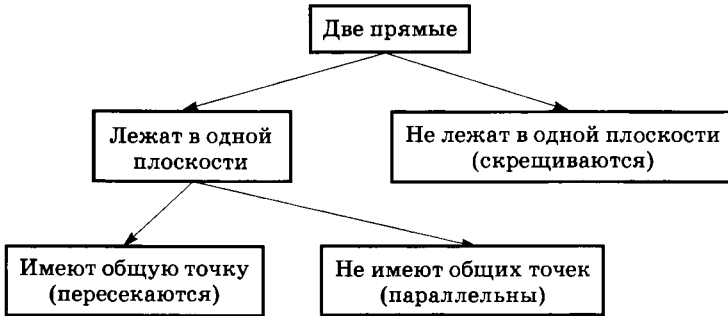 Две прямые
Лежат в одной
плоскости
Не лежат в одной плоскости
(скрещиваются)
Имеют общую точку
(пересекаются)
Не имеют общих точек
(параллельны)